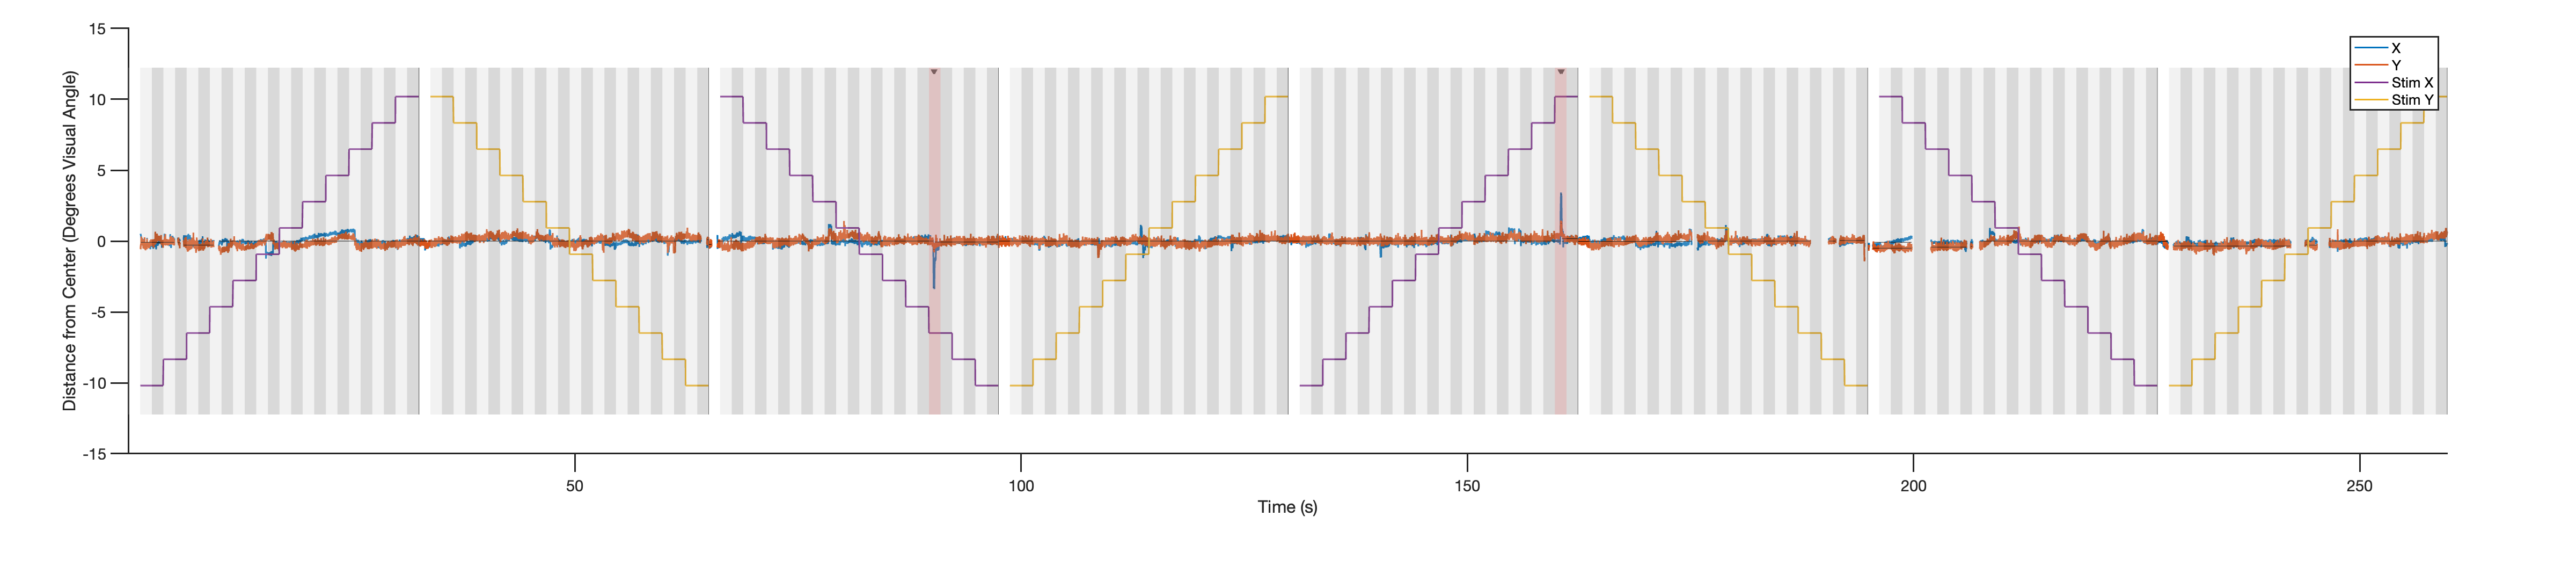 15
10
5
0
-5
-10
-15
Distance from Center (Degrees Visual Angle)
50
100
150
200
250
Time (s)
X
Y
Stim X
Stim Y